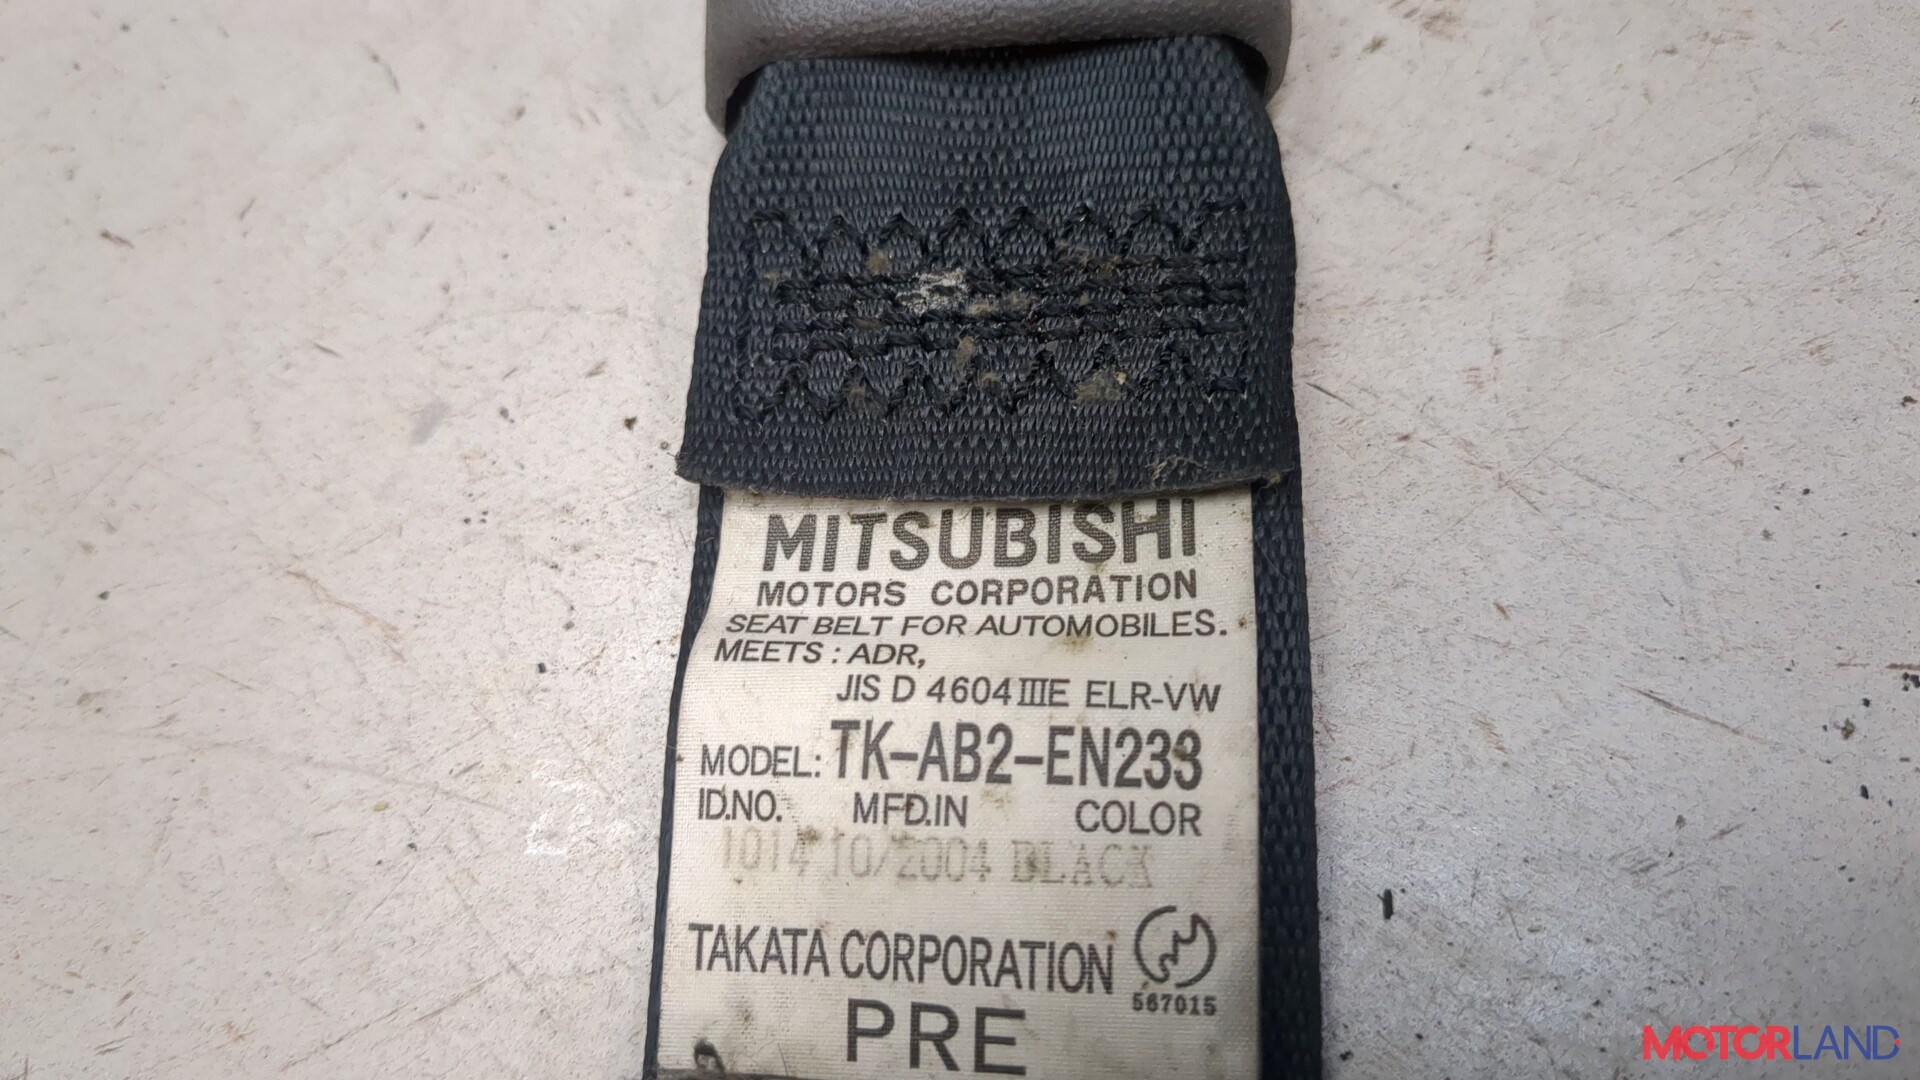 MITSUBISHI
MOTORS CORPORATION
SEAT BELT FOR AUTOMOBILES.
MEETS : ADR,
JIS D 4604 IIIE ELR-VW
MODEL: TK-AB2-EN233
ID.NO. MFD.IN COLOR
1014 10/2004 BLACK
TAKATA CORPORATION
567015
PRE
MOTORLAND